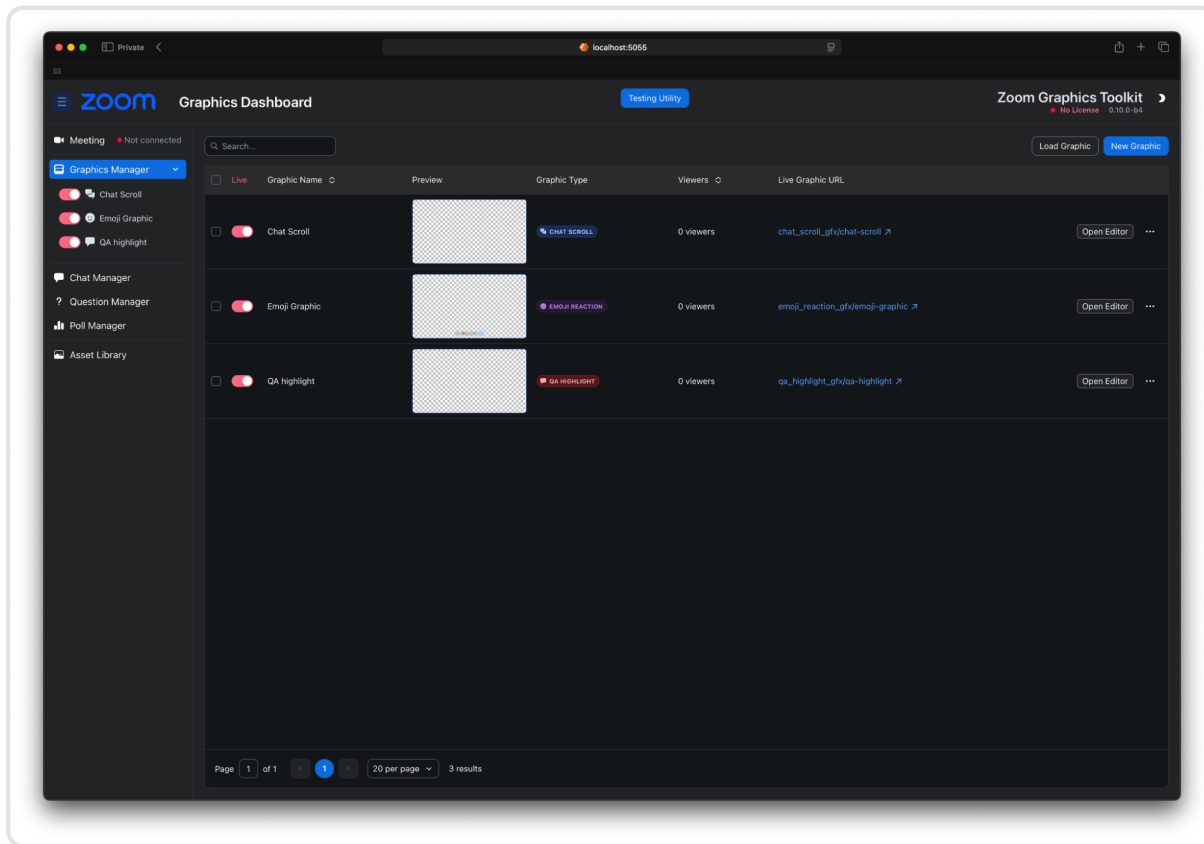 Private
localhost:5055
zoom Graphics Dashboard
Testing Utility
Zoom Graphics Toolkit
No License 0.10.0-b4
Meeting Not connected
Graphics Manager
Chat Scroll
Emoji Graphic
QA highlight
Chat Manager
Question Manager
Poll Manager
Asset Library
Search...
Load Graphic New Graphic
Live Graphic Name Preview Graphic Type Viewers Live Graphic URL
Chat Scroll CHAT SCROLL 0 viewers chat_scroll_gfx/chat-scroll Open Editor
Emoji Graphic EMOJI REACTION 0 viewers emoji_reaction_gfx/emoji-graphic Open Editor
QA highlight QA HIGHLIGHT 0 viewers qa_highlight_gfx/qa-highlight Open Editor
Page 1 of 1 1 20 per page 3 results